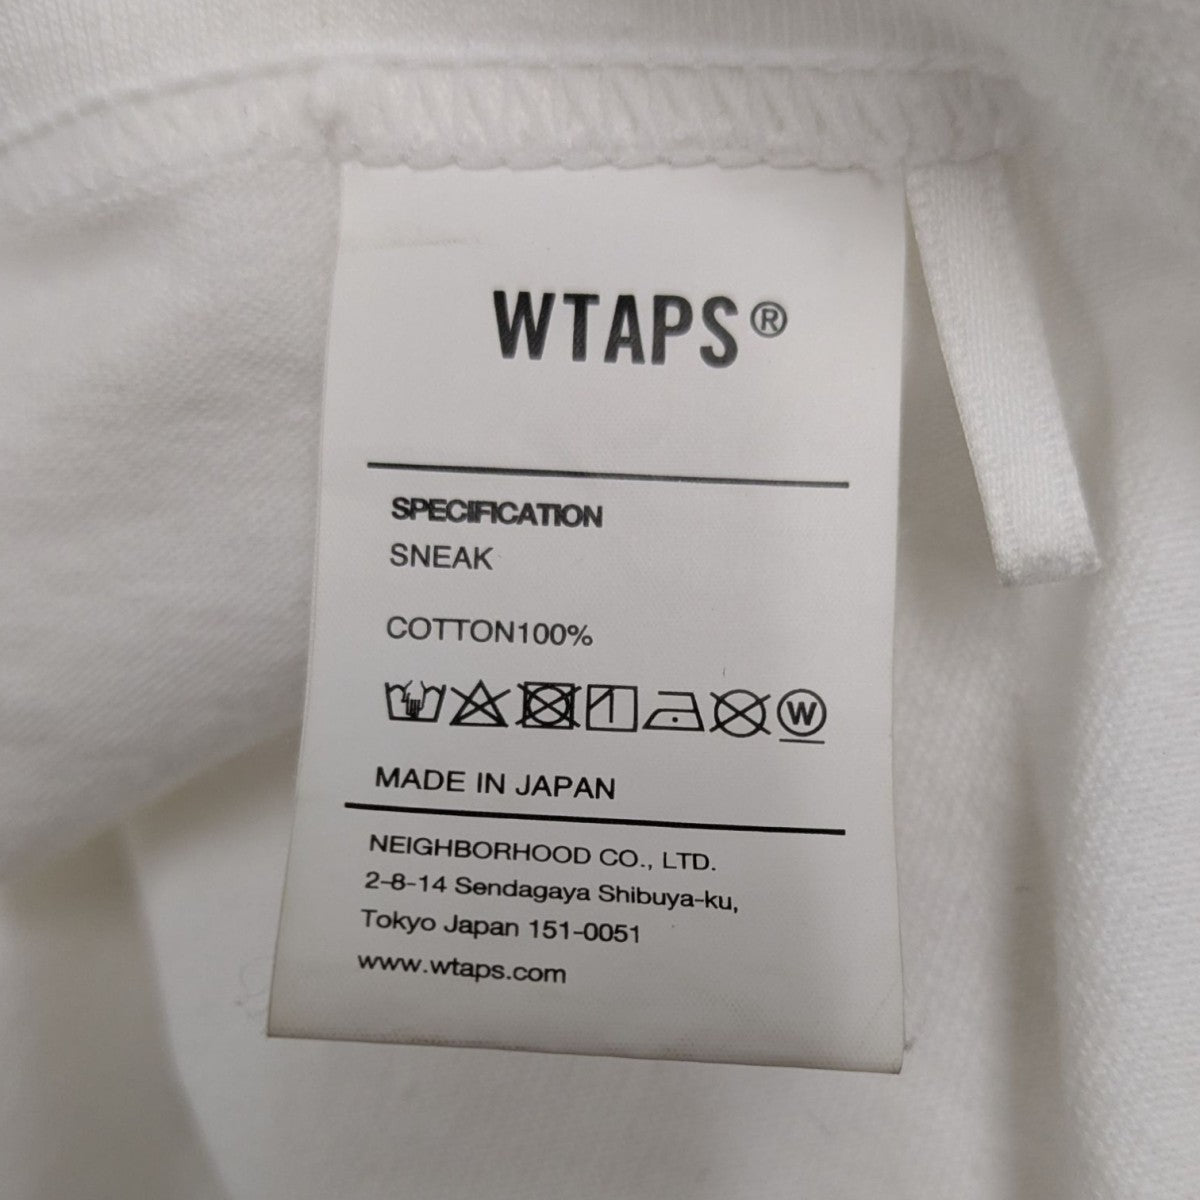 WTAPS®
SPECIFICATION
SNEAK
COTTON100%
W
MADE IN JAPAN
NEIGHBORHOOD CO., LTD.
2-8-14 Sendagaya Shibuya-ku,
Tokyo Japan 151-0051
www.wtaps.com